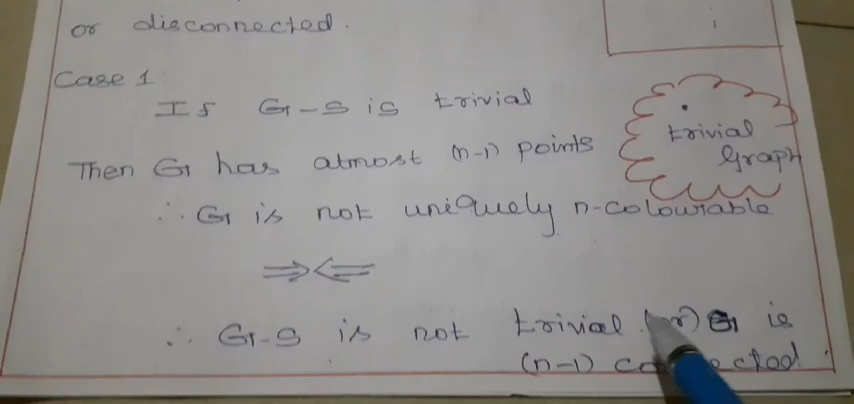 or disconnected.
Case 1
If G-S is trivial
Then G has atmost (n-1) points
∴ G is not uniquely n-colourable
⇒⇐
∴ G-S is not trivial. G is
(n-1)
trivial
Graph